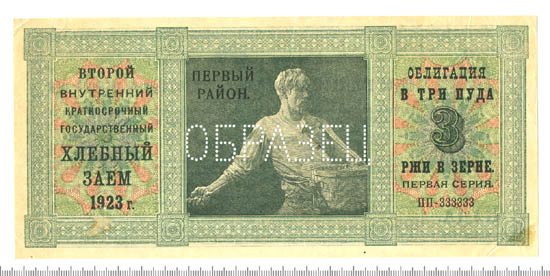 ВТОРОЙ
ВНУТРЕННИЙ
КРАТКОСРОЧНЫЙ
ГОСУДАРСТВЕННЫЙ
ХЛЕБНЫЙ
ЗАЕМ
1923 г.
ПЕРВЫЙ
РАЙОН.
ОБРАЗЕЦ
ОБЛИГАЦИЯ
В ТРИ ПУДА
3
РЖИ В ЗЕРНЕ.
ПЕРВАЯ СЕРИЯ.
ПП-333333